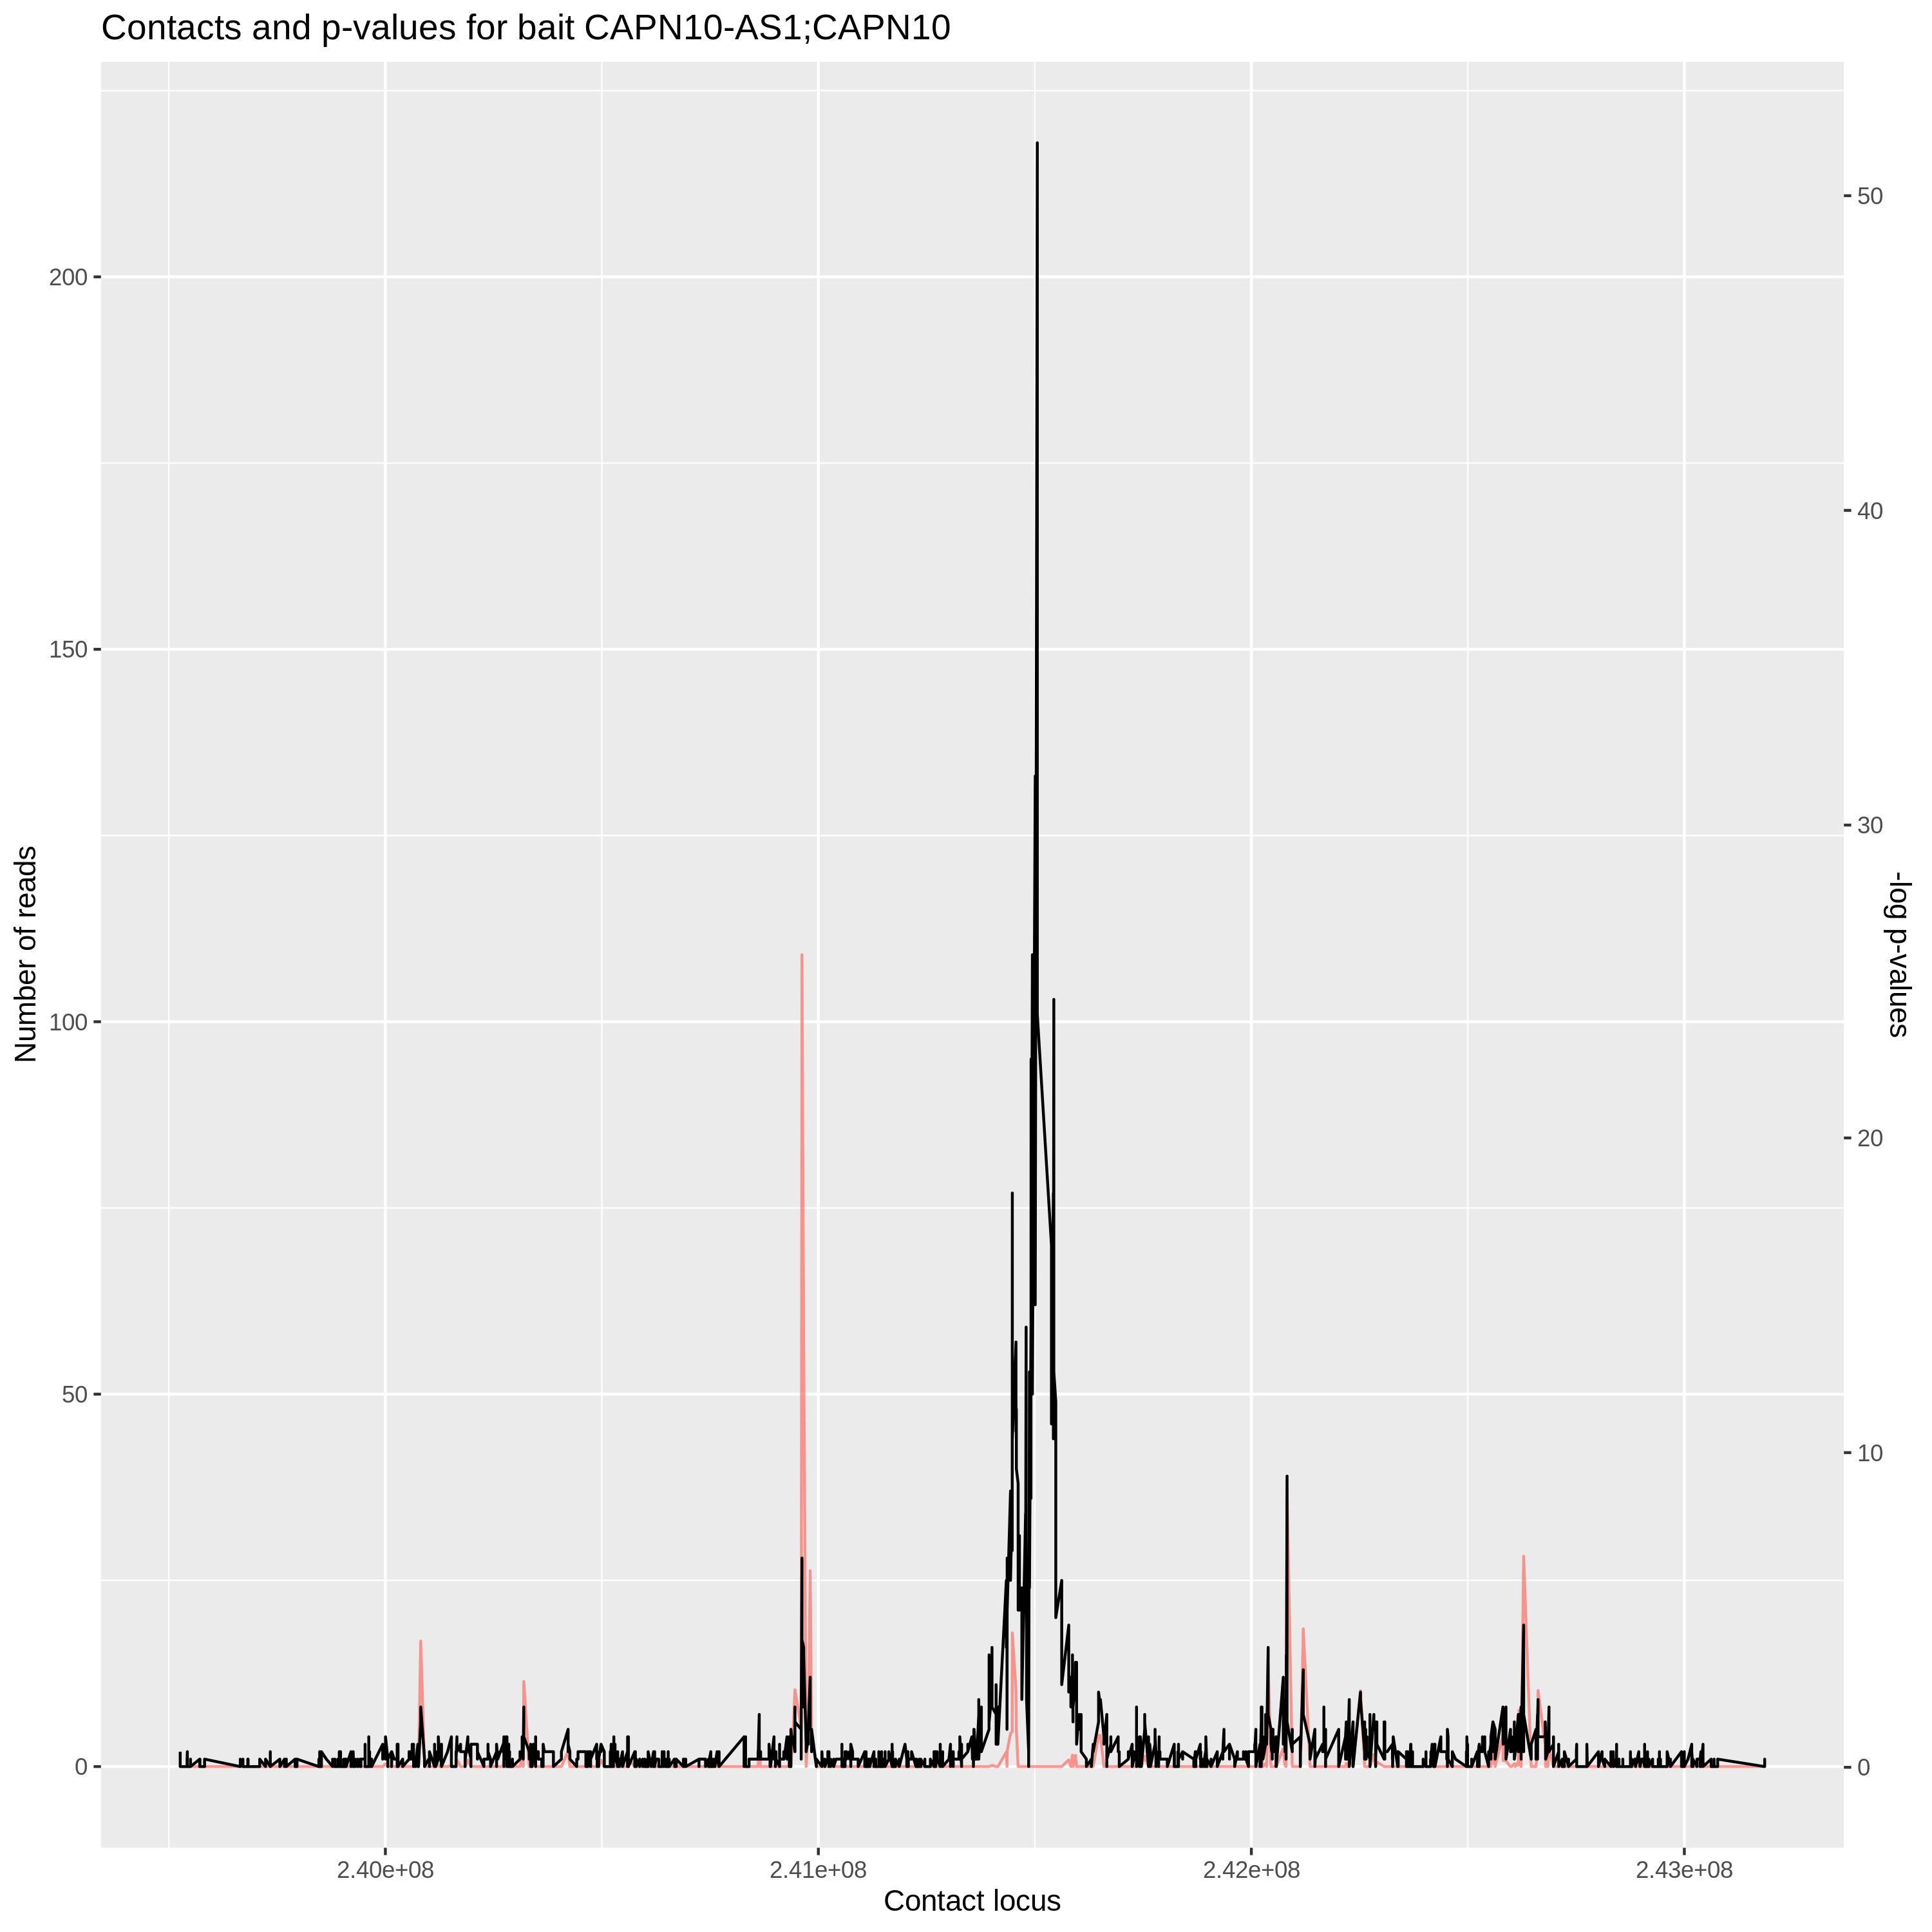 Contacts and p-values for bait CAPN10-AS1;CAPN10
200
150
100
50
0
50
40
30
20
10
0
Number of reads
-log p-values
2.40e+08
2.41e+08
2.42e+08
2.43e+08
Contact locus